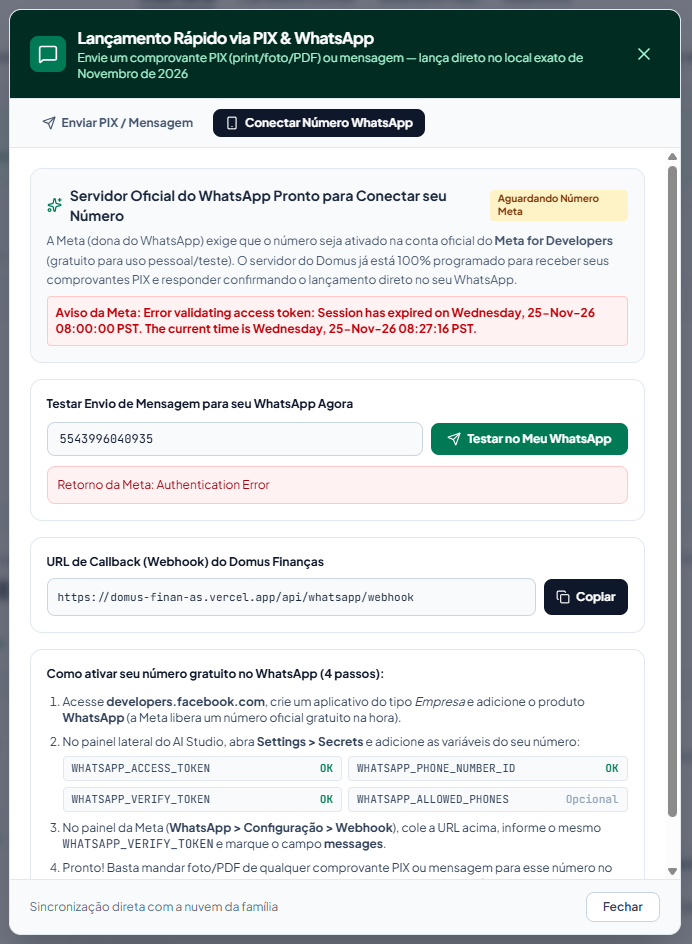 Lançamento Rápido via PIX & WhatsApp
Envie um comprovante PIX (print/foto/PDF) ou mensagem — lança direto no local exato de
Novembro de 2026
Enviar PIX / Mensagem
Conectar Número WhatsApp
Servidor Oficial do WhatsApp Pronto para Conectar seu
Número
Aguardando Número
Meta
A Meta (dona do WhatsApp) exige que o número seja ativado na conta oficial do Meta for Developers
(gratuito para uso pessoal/teste). O servidor do Domus já está 100% programado para receber seus
comprovantes PIX e responder confirmando o lançamento direto no seu WhatsApp.
Aviso da Meta: Error validating access token: Session has expired on Wednesday, 25-Nov-26
08:00:00 PST. The current time is Wednesday, 25-Nov-26 08:27:16 PST.
Testar Envio de Mensagem para seu WhatsApp Agora
5543996040935
Testar no Meu WhatsApp
Retorno da Meta: Authentication Error
URL de Callback (Webhook) do Domus Finanças
https://domus-finan-as.vercel.app/api/whatsapp/webhook
Copiar
Como ativar seu número gratuito no WhatsApp (4 passos):
1. Acesse developers.facebook.com, crie um aplicativo do tipo Empresa e adicione o produto
WhatsApp (a Meta libera um número oficial gratuito na hora).
2. No painel lateral do AI Studio, abra Settings > Secrets e adicione as variáveis do seu número:
WHATSAPP_ACCESS_TOKEN OK
WHATSAPP_PHONE_NUMBER_ID OK
WHATSAPP_VERIFY_TOKEN OK
WHATSAPP_ALLOWED_PHONES Opcional
3. No painel da Meta (WhatsApp > Configuração > Webhook), cole a URL acima, informe o mesmo
WHATSAPP_VERIFY_TOKEN e marque o campo messages.
4. Pronto! Basta mandar foto/PDF de qualquer comprovante PIX ou mensagem para esse número no
Sincronização direta com a nuvem da família
Fechar